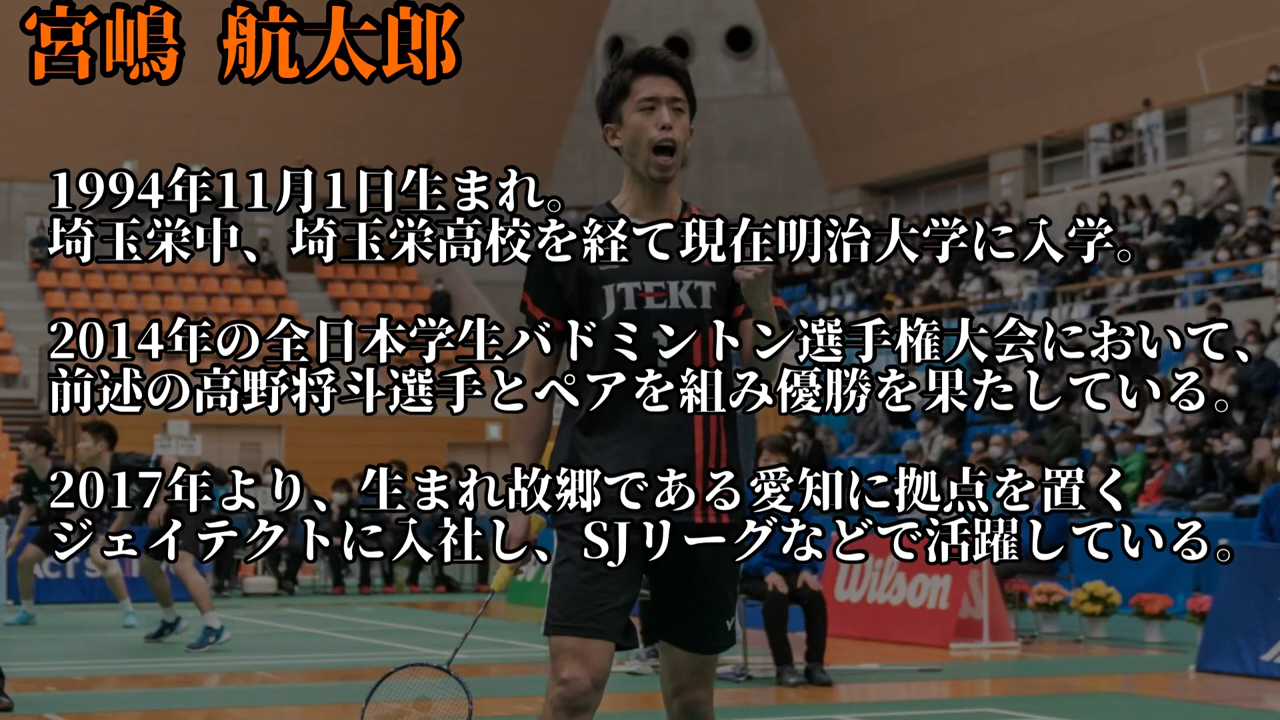 宮嶋 航太郎
1994年11月1日生まれ。
埼玉栄中、埼玉栄高校を経て現在明治大学に入学。
2014年の全日本学生バドミントン選手権大会において、
前述の高野将斗選手とペアを組み優勝を果たしている。
2017年より、生まれ故郷である愛知に拠点を置く
ジェイテクトに入社し、SJリーグなどで活躍している。
JTEKT
Wilson